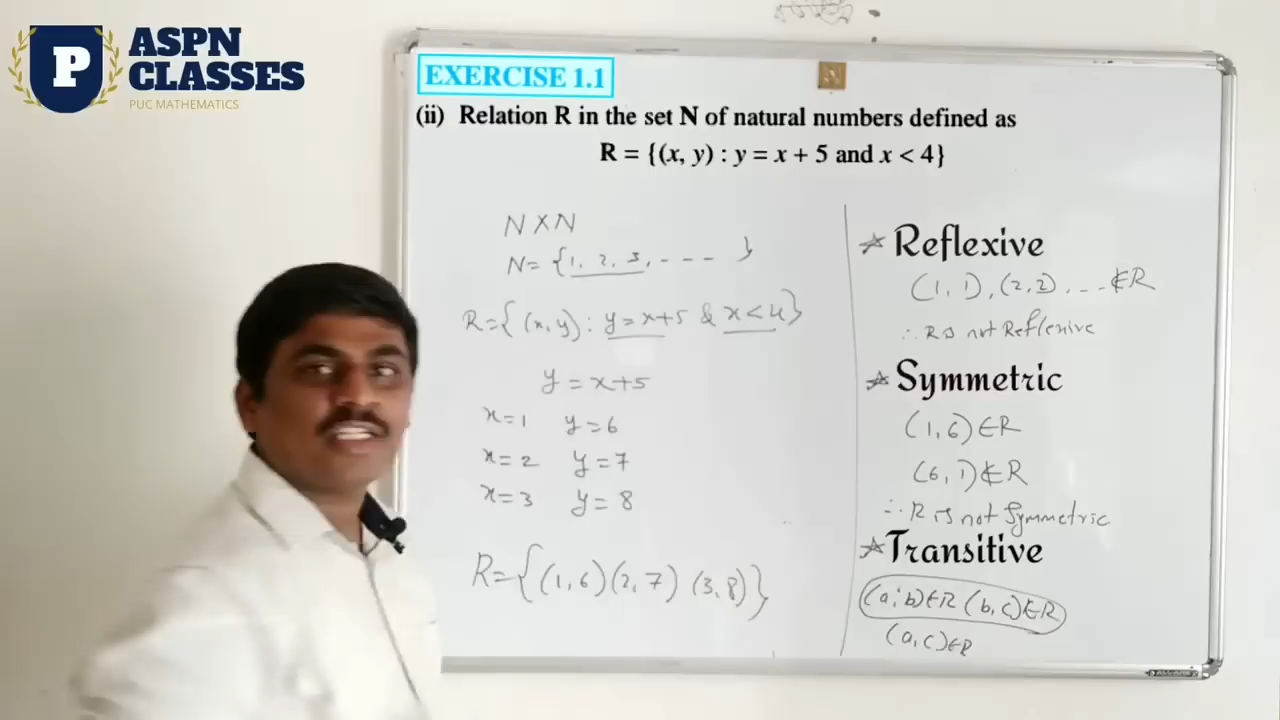 ASPN
CLASSES
PUC MATHEMATICS
EXERCISE 1.1
(ii) Relation R in the set N of natural numbers defined as
R = {(x, y) : y = x + 5 and x < 4}
N
N X N
N = {1, 2, 3, - - - }
R = { (x, y) : y = x+5 & x < 4}
y = x+5
x = 1 y = 6
x = 2 y = 7
x = 3 y = 8
R = {(1, 6) (2, 7) (3, 8)}
Reflexive
(1, 1), (2, 2), ... ∉ R
∴ R is not Reflexive
Symmetric
(1, 6) ∈ R
(6, 1) ∉ R
∴ R is not Symmetric
Transitive
(a, b) ∈ R (b, c) ∈ R
(a, c) ∈ R